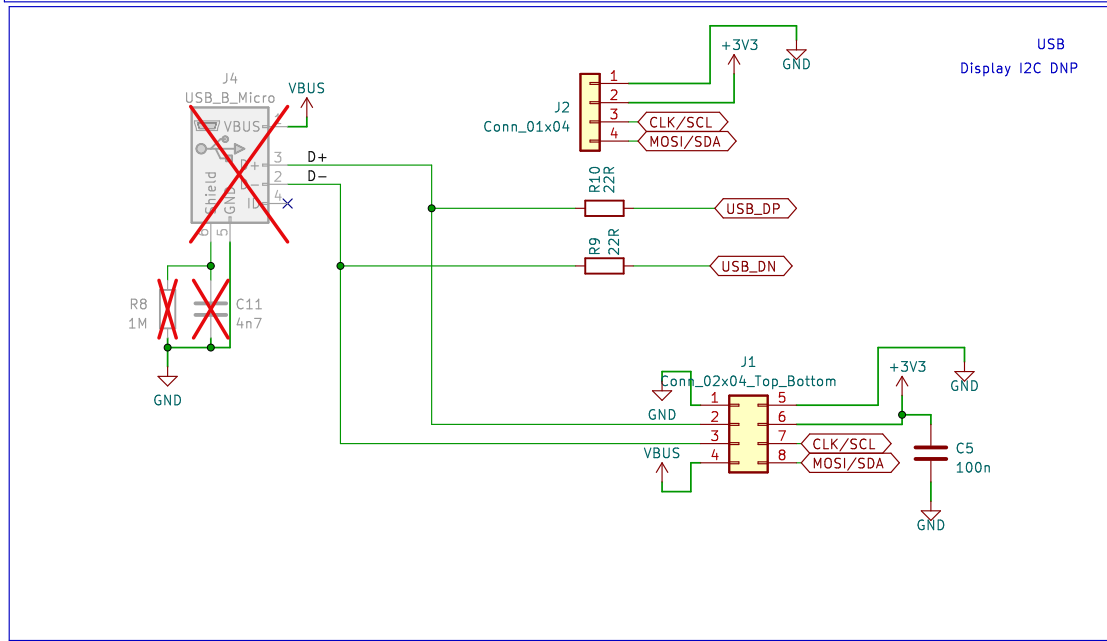 USB
Display I2C DNP
J4
USB_B_Micro
VBUS
1
VBUS
D+
3
+
D-
2
-
4
ID
Shield
GND
6
5
R8
1M
C11
4n7
GND
J2
Conn_01x04
1
2
3
4
+3V3
GND
CLK/SCL
MOSI/SDA
R10
22R
USB_DP
R9
22R
USB_DN
J1
Conn_02x04_Top_Bottom
GND
VBUS
1
2
3
4
5
6
7
8
+3V3
GND
CLK/SCL
MOSI/SDA
C5
100n
GND